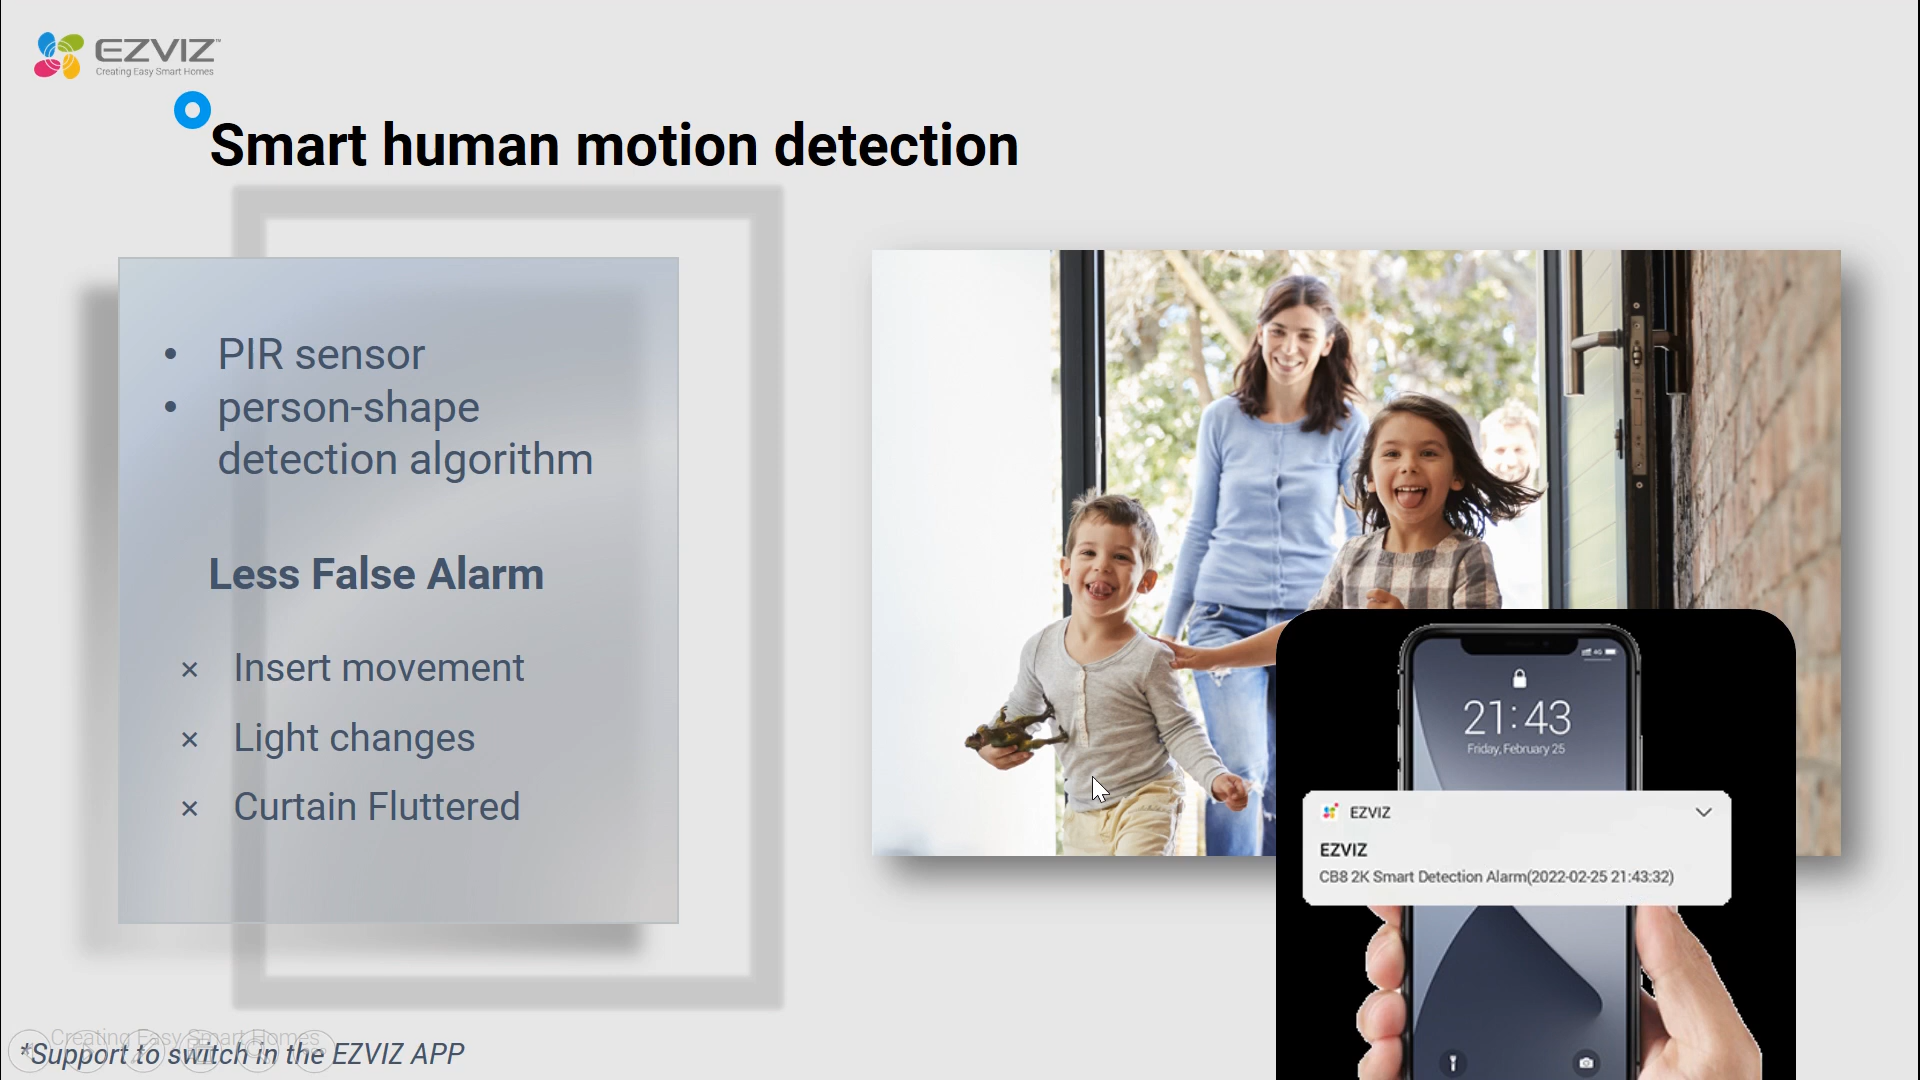 EZVIZ™
Creating Easy Smart Homes
Smart human motion detection
• PIR sensor
• person-shape
detection algorithm
Less False Alarm
× Insert movement
× Light changes
× Curtain Fluttered
4G
21:43
Friday, February 25
EZVIZ
EZVIZ
CB8 2K Smart Detection Alarm(2022-02-25 21:43:32)
Creating Easy Smart Homes
*Support to switch in the EZVIZ APP